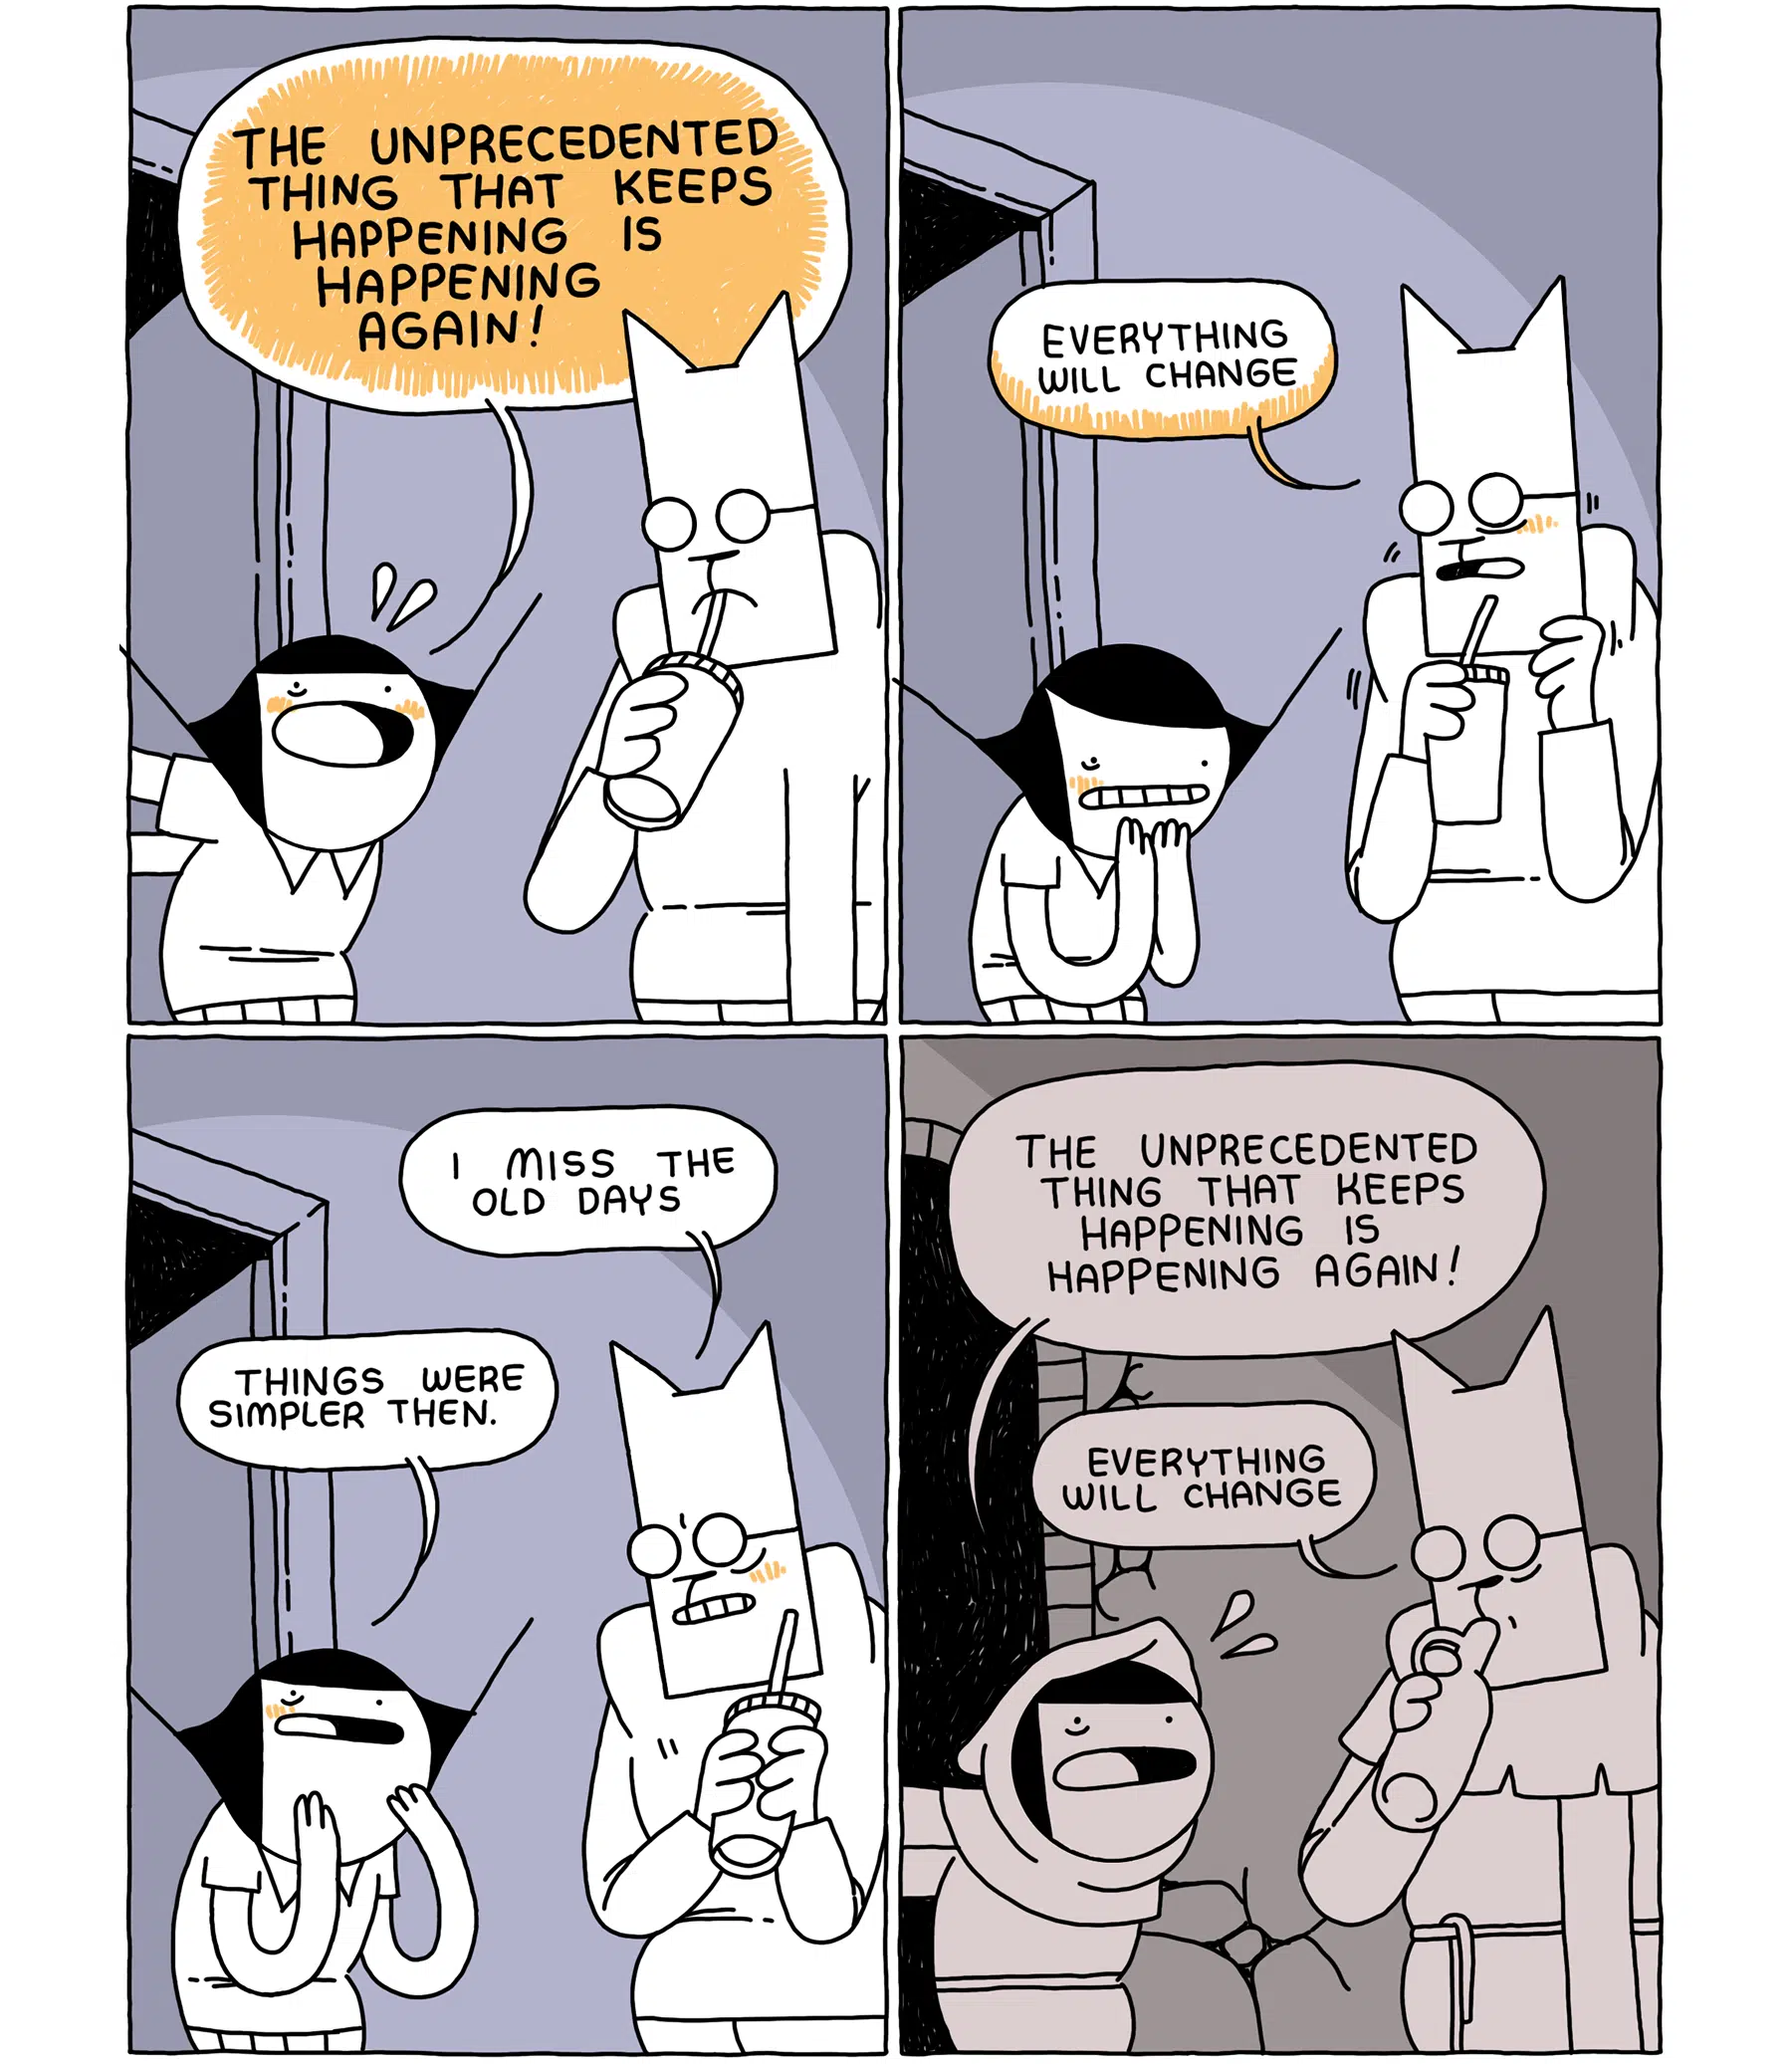 THE UNPRECEDENTED
THING THAT KEEPS
HAPPENING IS
HAPPENING
AGAIN!
EVERYTHING
WILL CHANGE
I MISS THE
OLD DAYS
THINGS WERE
SIMPLER THEN.
THE UNPRECEDENTED
THING THAT KEEPS
HAPPENING IS
HAPPENING AGAIN!
EVERYTHING
WILL CHANGE